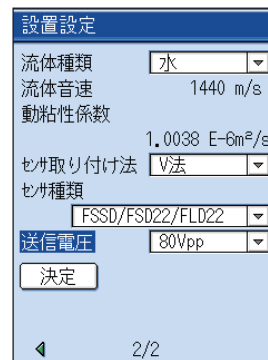 設置設定
流体種類 水
流体音速 1440 m/s
動粘性係数
1.0038 E-6m²/s
ｾﾝｻ取り付け法 V法
ｾﾝｻ種類
FSSD/FSD22/FLD22
送信電圧 80Vpp
決定
2/2